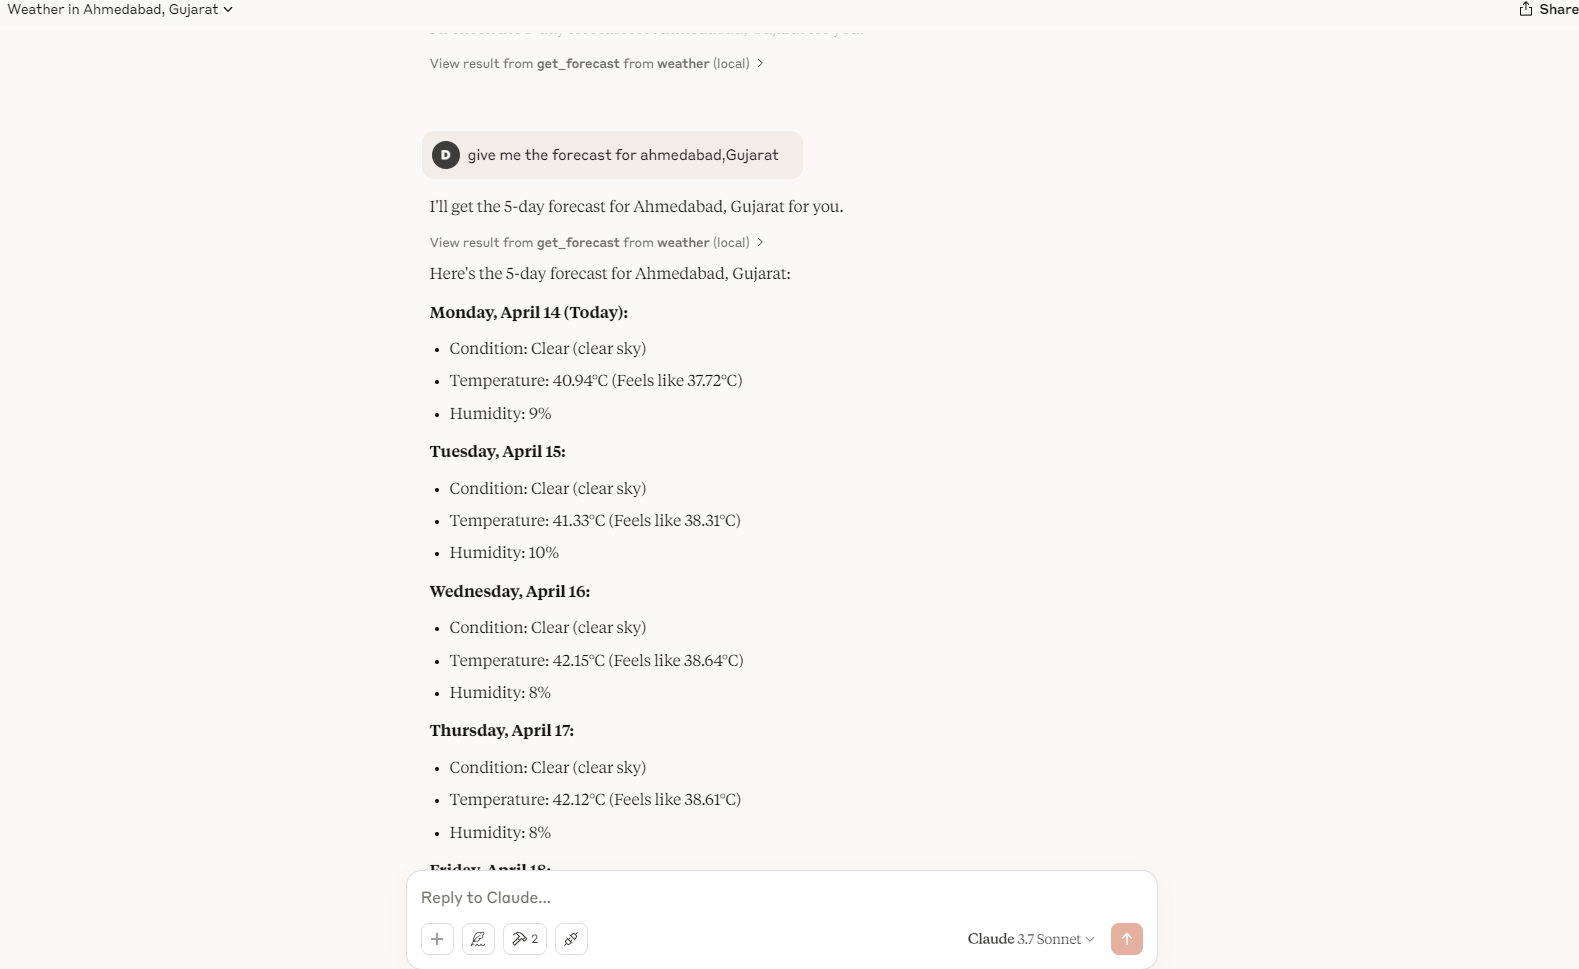 Weather in Ahmedabad, Gujarat
Share
View result from get_forecast from weather (local)
D
give me the forecast for ahmedabad,Gujarat
I'll get the 5-day forecast for Ahmedabad, Gujarat for you.
View result from get_forecast from weather (local)
Here's the 5-day forecast for Ahmedabad, Gujarat:
Monday, April 14 (Today):
• Condition: Clear (clear sky)
• Temperature: 40.94°C (Feels like 37.72°C)
• Humidity: 9%
Tuesday, April 15:
• Condition: Clear (clear sky)
• Temperature: 41.33°C (Feels like 38.31°C)
• Humidity: 10%
Wednesday, April 16:
• Condition: Clear (clear sky)
• Temperature: 42.15°C (Feels like 38.64°C)
• Humidity: 8%
Thursday, April 17:
• Condition: Clear (clear sky)
• Temperature: 42.12°C (Feels like 38.61°C)
• Humidity: 8%
Friday, April 18:
Reply to Claude...
2
Claude 3.7 Sonnet